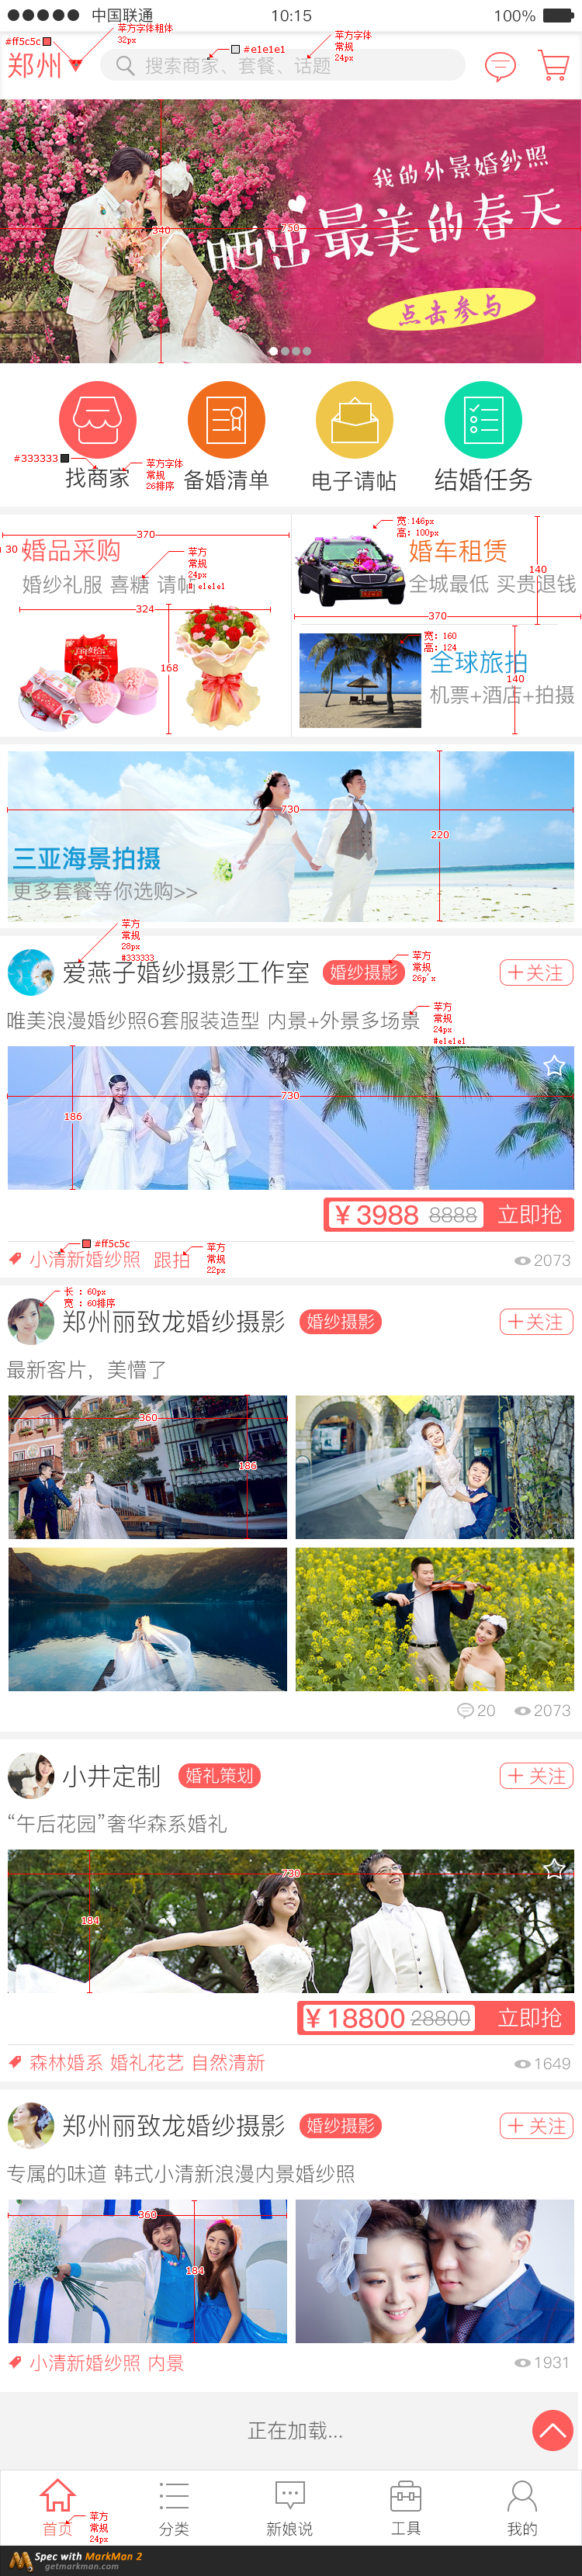 中国联通 10:15 100%
#ff5c5c 苹方字体粗体
32px
#e1e1e1
苹方字体
常规
24px
郑州 搜索商家、套餐、话题
我的外景婚纱照
晒出最美的春天
340 750
点击参与
#333333
苹方字体
常规
26排序
找商家 备婚清单 电子请帖 结婚任务
370
30
婚品采购
苹方
常规
24px
#e1e1e1
婚纱礼服 喜糖 请帖
324
168
宽:146px
高: 100px
婚车租赁
140
全城最低 买贵退钱
370
宽: 160
高: 124
全球旅拍
140
机票+酒店+拍摄
730
220
三亚海景拍摄
更多套餐等你选购>>
苹方
常规
28px
#333333
爱燕子婚纱摄影工作室 婚纱摄影 +关注
苹方
常规
26p'x
唯美浪漫婚纱照6套服装造型 内景+外景多场景
苹方
常规
24px
#e1e1e1
730
186
¥3988 8888 立即抢
#ff5c5c
小清新婚纱照 跟拍 2073
苹方
常规
22px
长 : 60px
宽 : 60排序
郑州丽致龙婚纱摄影 婚纱摄影 +关注
最新客片，美懵了
360
186
20 2073
小井定制 婚礼策划 +关注
“午后花园”奢华森系婚礼
730
184
¥18800 28800 立即抢
森林婚系 婚礼花艺 自然清新 1649
郑州丽致龙婚纱摄影 婚纱摄影 +关注
专属的味道 韩式小清新浪漫内景婚纱照
360
184
小清新婚纱照 内景 1931
正在加载...
首页 分类 新娘说 工具 我的
苹方
常规
24px
Spec with MarkMan 2
getmarkman.com